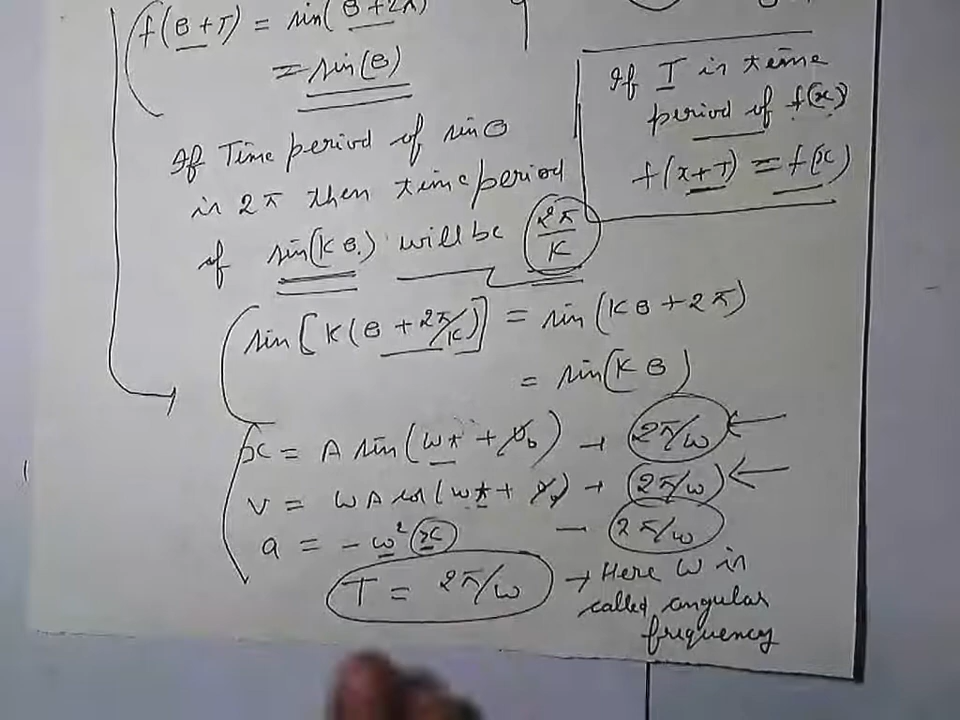 f(θ+T) = sin(θ+2π)
= sin(θ)
If T is time
period of f(x)
f(x+T) = f(x)
If Time period of sinθ
is 2π then time period
of sin(Kθ) will be 2π/K
sin[K(θ + 2π/K)] = sin(Kθ + 2π)
= sin(Kθ)
x = A sin(ωt + φ₀) → 2π/ω ←
v = ωA cos(ωt + φ₀) → 2π/ω ←
a = -ω²x — 2π/ω
T = 2π/ω → Here ω is
called angular
frequency